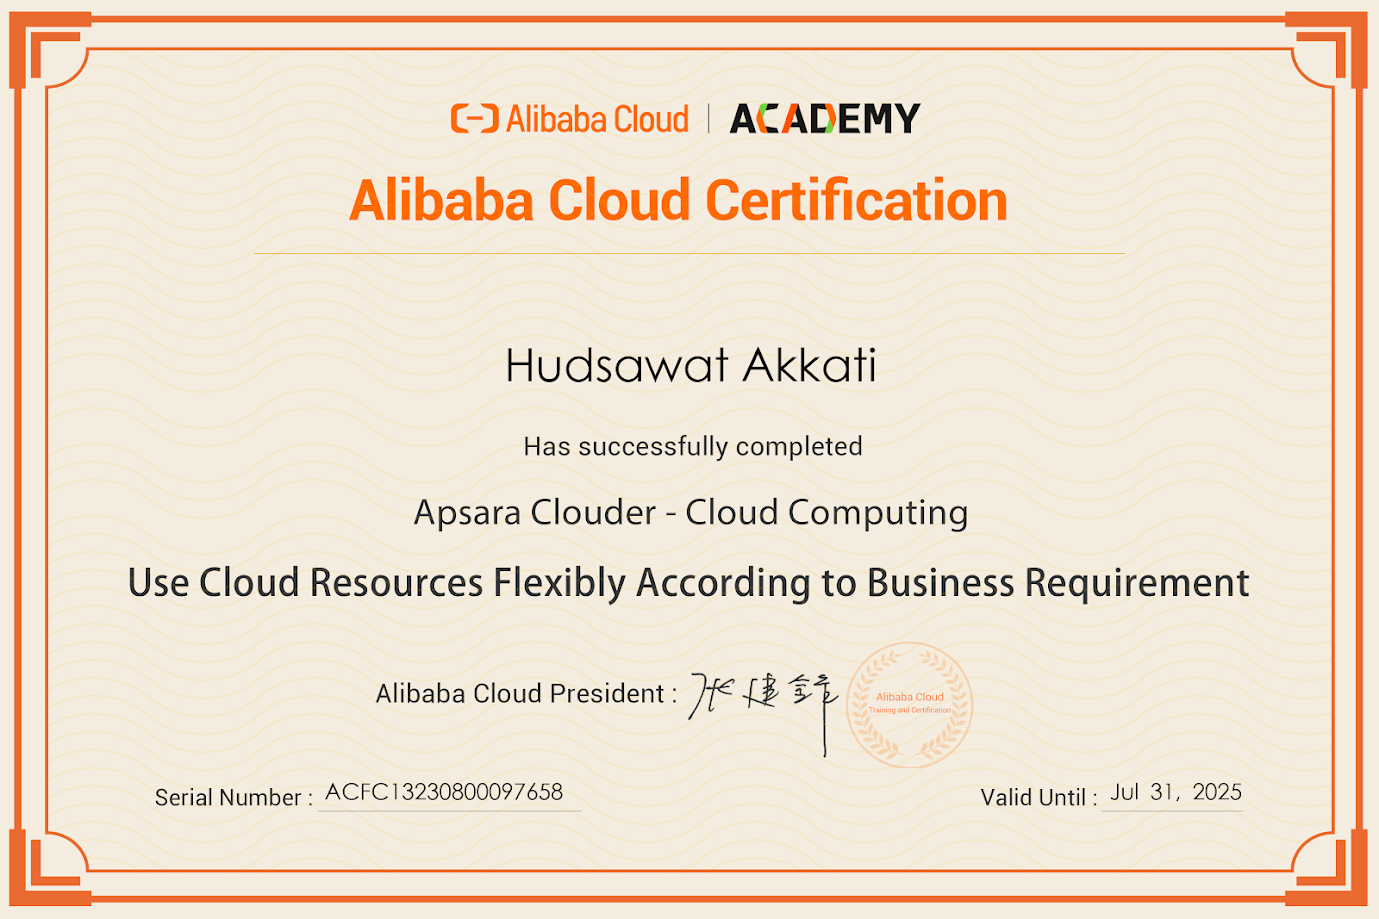 Alibaba Cloud | ACADEMY
Alibaba Cloud Certification
Hudsawat Akkati
Has successfully completed
Apsara Clouder - Cloud Computing
Use Cloud Resources Flexibly According to Business Requirement
Alibaba Cloud President : 张建锋
Alibaba Cloud
Training and Certification
Serial Number : ACFC13230800097658
Valid Until : Jul 31, 2025